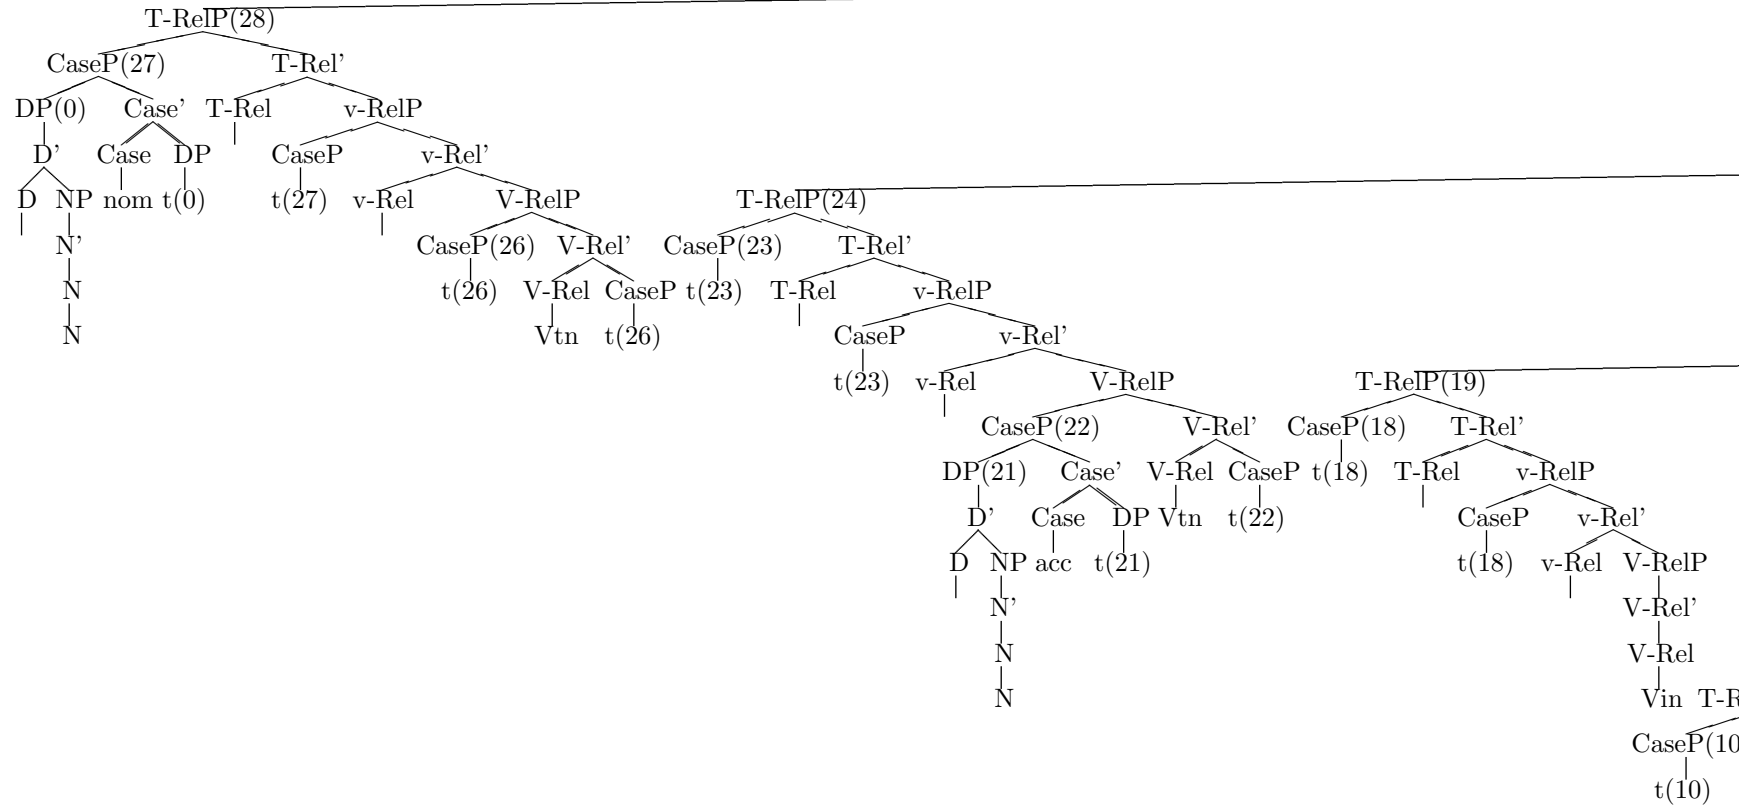 T-RelP(28)
CaseP(27) T-Rel’
DP(0) Case’ T-Rel v-RelP
D’ Case DP CaseP v-Rel’
D NP nom t(0) t(27) v-Rel V-RelP T-RelP(24)
N’ CaseP(26) V-Rel’ CaseP(23) T-Rel’
N t(26) V-Rel CaseP t(23) T-Rel v-RelP
N Vtn t(26) CaseP v-Rel’
t(23) v-Rel V-RelP T-RelP(19)
CaseP(22) V-Rel’ CaseP(18) T-Rel’
DP(21) Case’ V-Rel CaseP t(18) T-Rel v-RelP
D’ Case DP Vtn t(22) CaseP v-Rel’
D NP acc t(21) t(18) v-Rel V-RelP
N’ V-Rel’
N V-Rel
N Vin T-R
CaseP(10
t(10)